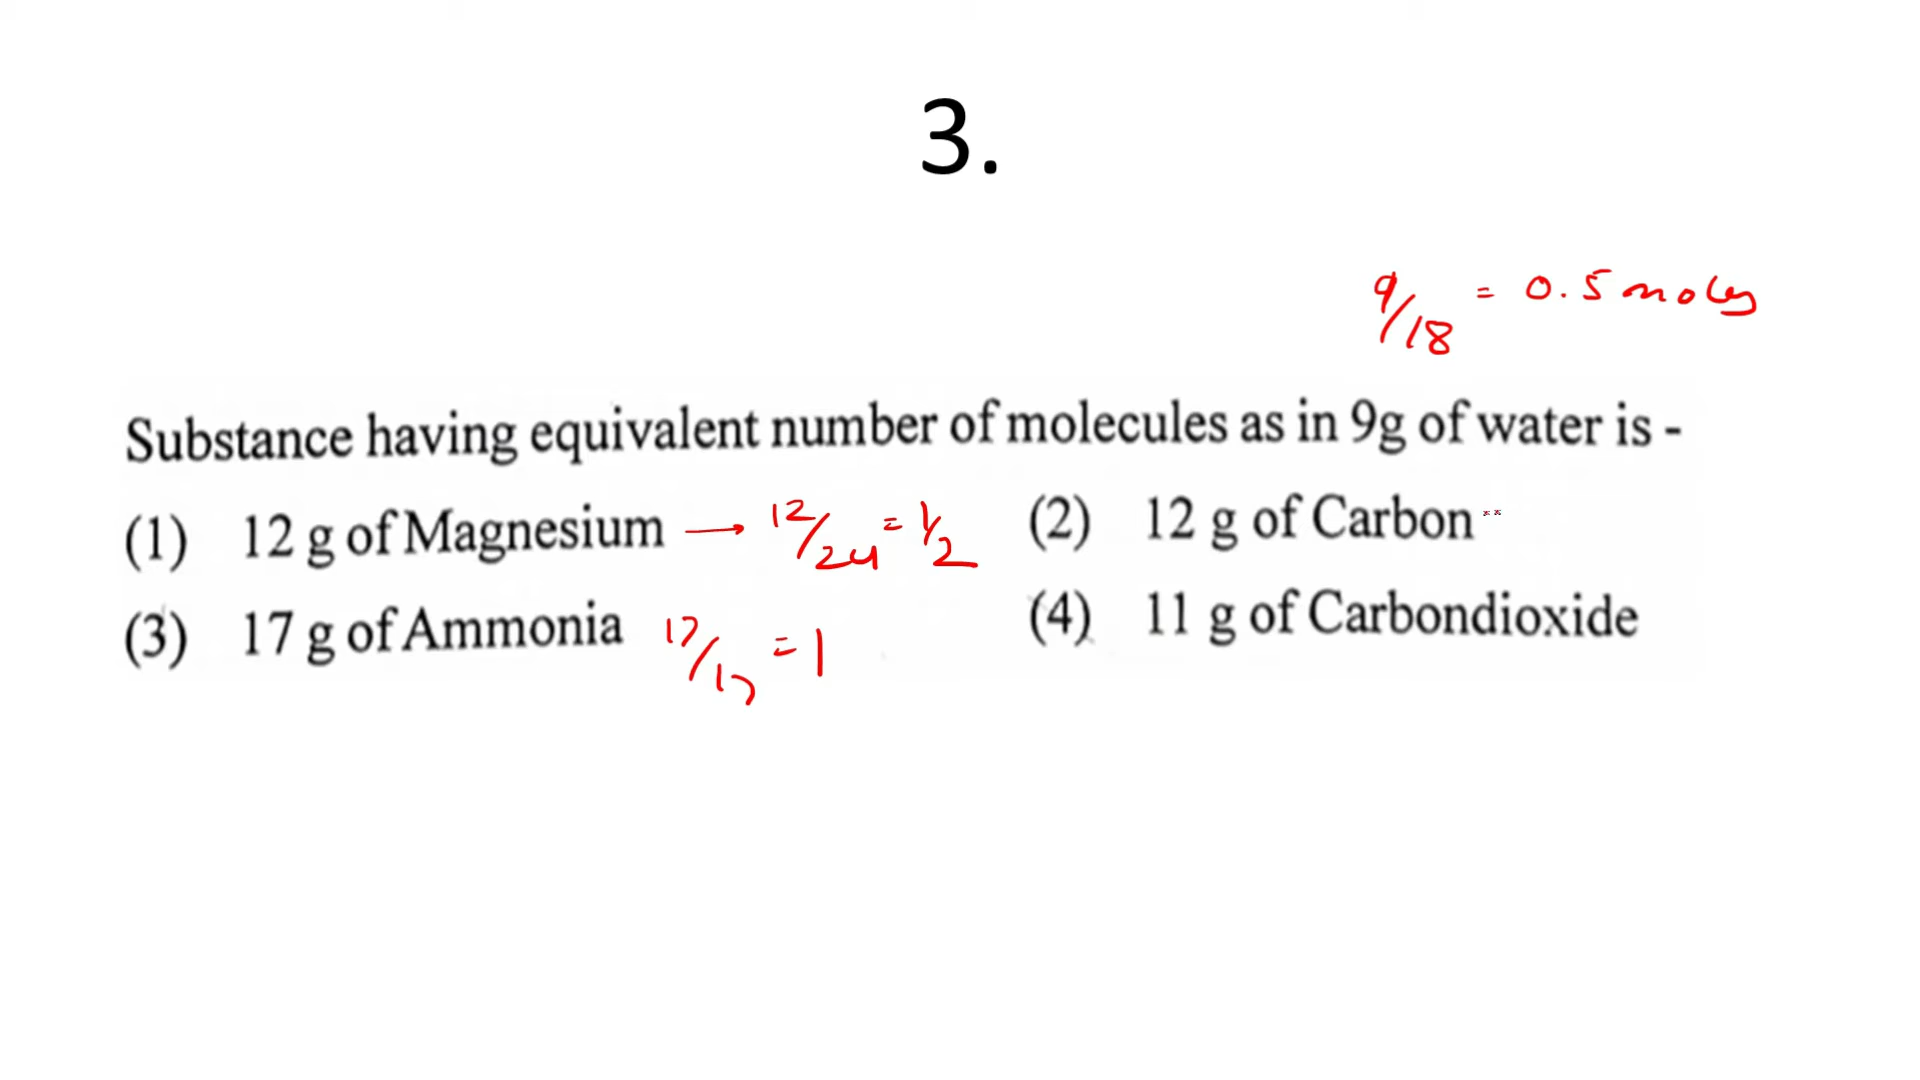 3.
9/18 = 0.5 moles
Substance having equivalent number of molecules as in 9g of water is -
(1) 12 g of Magnesium → 12/24 = 1/2 (2) 12 g of Carbon
(3) 17 g of Ammonia 17/17 = 1 (4) 11 g of Carbondioxide